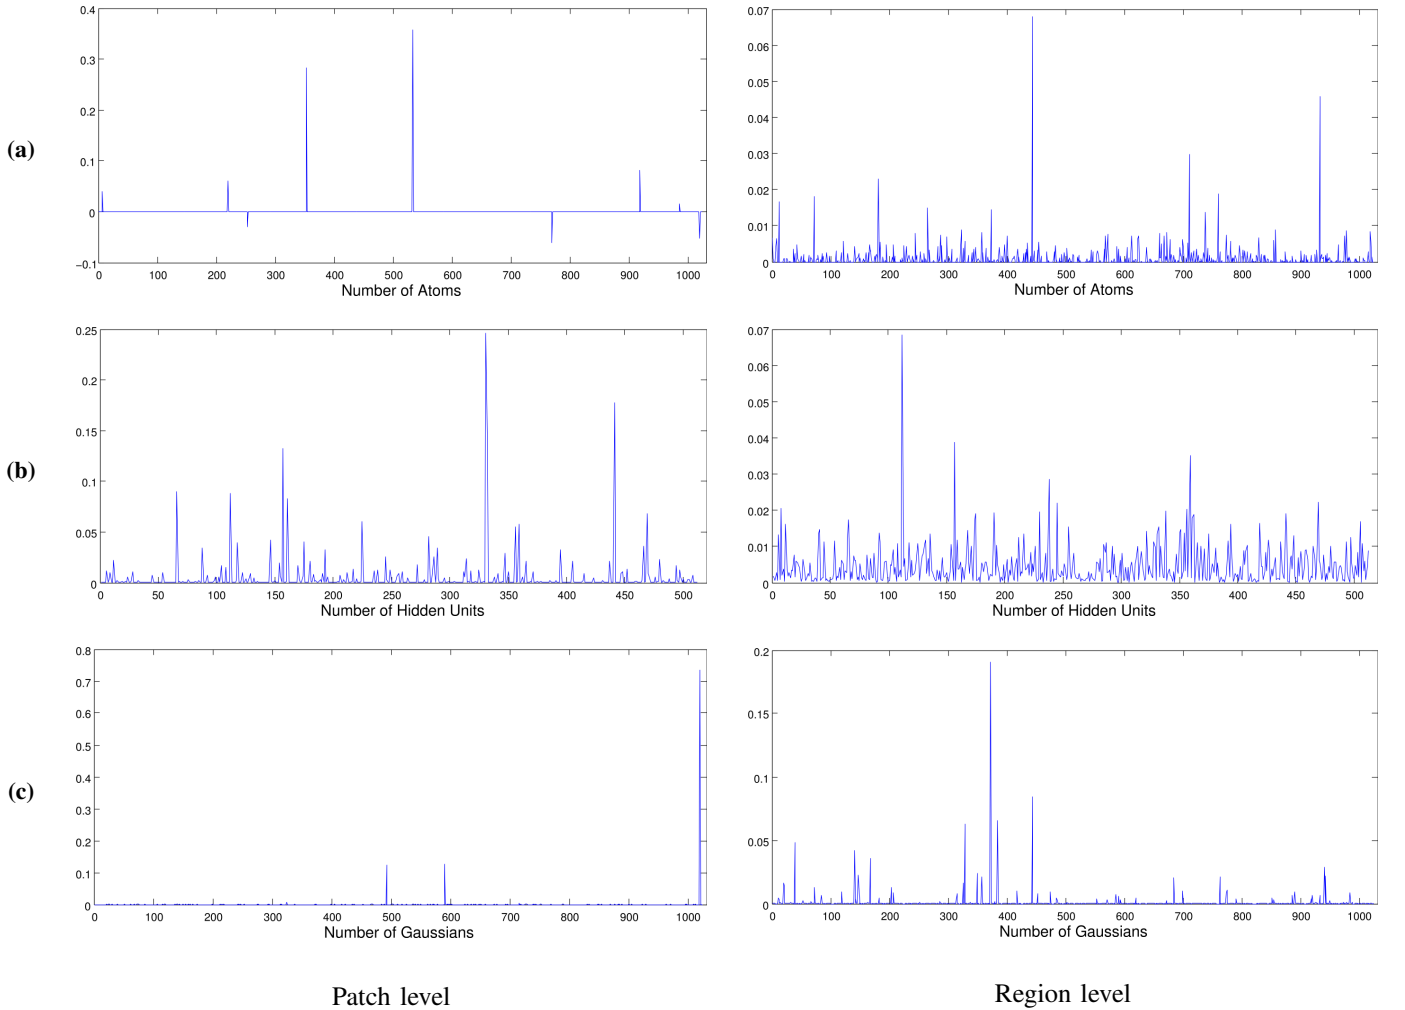 (a)
0.4
0.3
0.2
0.1
0
−0.1
0 100 200 300 400 500 600 700 800 900 1000
Number of Atoms
0.07
0.06
0.05
0.04
0.03
0.02
0.01
0
0 100 200 300 400 500 600 700 800 900 1000
Number of Atoms
(b)
0.25
0.2
0.15
0.1
0.05
0
0 50 100 150 200 250 300 350 400 450 500
Number of Hidden Units
0.07
0.06
0.05
0.04
0.03
0.02
0.01
0
0 50 100 150 200 250 300 350 400 450 500
Number of Hidden Units
(c)
0.8
0.7
0.6
0.5
0.4
0.3
0.2
0.1
0
0 100 200 300 400 500 600 700 800 900 1000
Number of Gaussians
0.2
0.15
0.1
0.05
0
0 100 200 300 400 500 600 700 800 900 1000
Number of Gaussians
Patch level
Region level